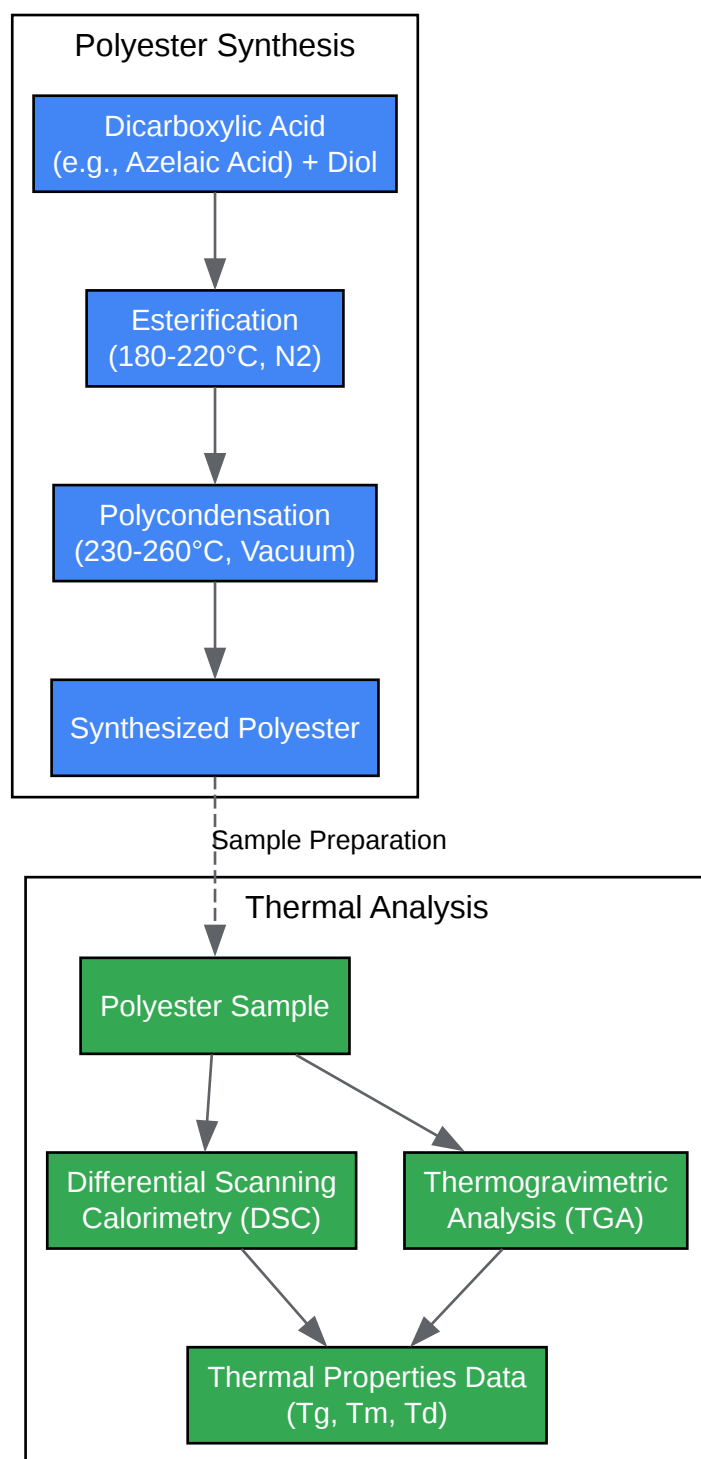 Polyester Synthesis
Dicarboxylic Acid
(e.g., Azelaic Acid) + Diol
Esterification
(180-220°C, N2)
Polycondensation
(230-260°C, Vacuum)
Synthesized Polyester
Sample Preparation
Thermal Analysis
Polyester Sample
Differential Scanning
Calorimetry (DSC)
Thermogravimetric
Analysis (TGA)
Thermal Properties Data
(Tg, Tm, Td)